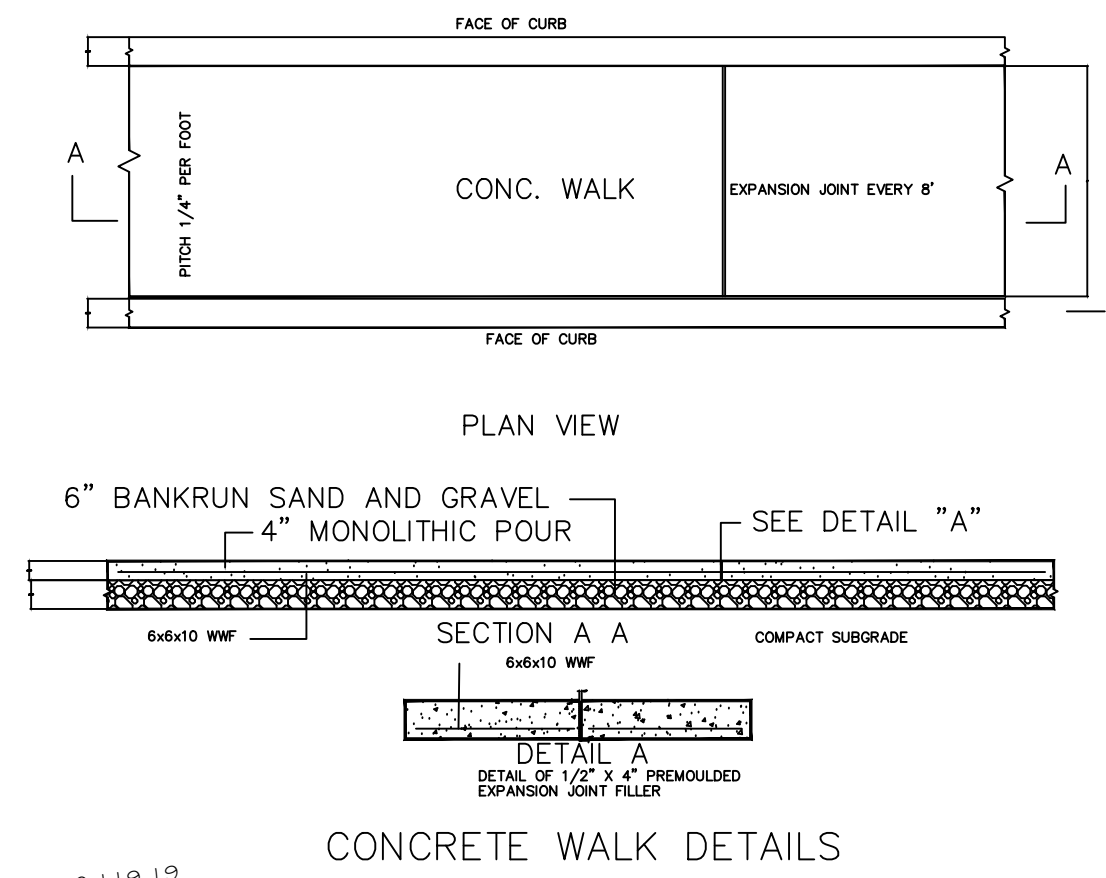 FACE OF CURB
A
PITCH 1/4" PER FOOT
CONC. WALK
EXPANSION JOINT EVERY 8'
A
FACE OF CURB
PLAN VIEW
6" BANKRUN SAND AND GRAVEL
4" MONOLITHIC POUR
SEE DETAIL "A"
6x6x10 WWF
SECTION A A
COMPACT SUBGRADE
6x6x10 WWF
DETAIL A
DETAIL OF 1/2" X 4" PREMOULDED
EXPANSION JOINT FILLER
CONCRETE WALK DETAILS